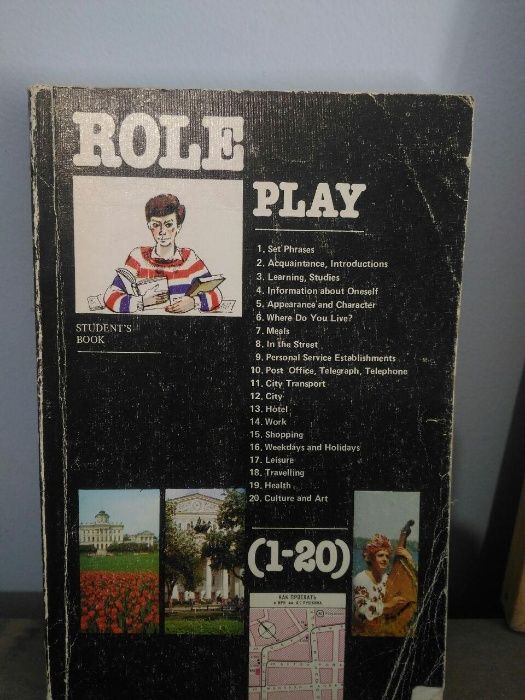 ROLE
PLAY
STUDENT'S
BOOK
1. Set Phrases
2. Acquaintance, Introductions
3. Learning, Studies
4. Information about Oneself
5. Appearance and Character
6. Where Do You Live?
7. Meals
8. In the Street
9. Personal Service Establishments
10. Post Office, Telegraph, Telephone
11. City Transport
12. City
13. Hotel
14. Work
15. Shopping
16. Weekdays and Holidays
17. Leisure
18. Travelling
19. Health
20. Culture and Art
(1-20)
КАК ПРОЕХАТЬ